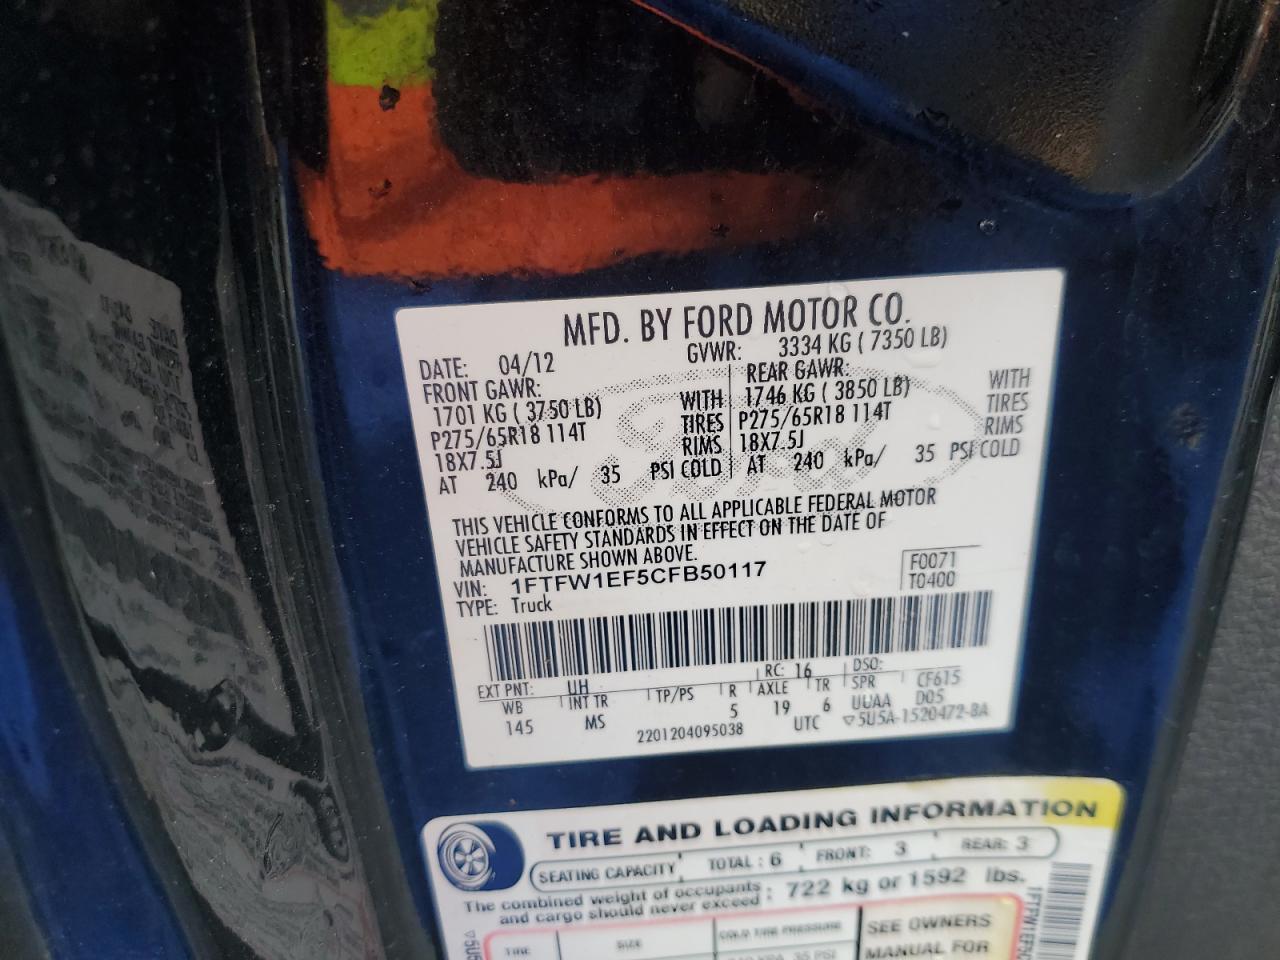 MFD. BY FORD MOTOR CO.
DATE: 04/12 GVWR: 3334 KG ( 7350 LB)
FRONT GAWR: REAR GAWR:
1701 KG ( 3750 LB) WITH 1746 KG ( 3850 LB) WITH
P275/65R18 114T TIRES P275/65R18 114T TIRES
18X7.5J RIMS 18X7.5J RIMS
AT 240 kPa/ 35 PSI COLD AT 240 kPa/ 35 PSI COLD
THIS VEHICLE CONFORMS TO ALL APPLICABLE FEDERAL MOTOR
VEHICLE SAFETY STANDARDS IN EFFECT ON THE DATE OF
MANUFACTURE SHOWN ABOVE.
VIN: 1FTFW1EF5CFB50117 F0071
TYPE: Truck T0400
EXT PNT: UH RC: 16 DSO:
WB INT TR TP/PS R AXLE TR SPR CF615
145 MS 5 19 6 UUAA D05
2201204095038 UTC ▽5U5A-1520472-BA
TIRE AND LOADING INFORMATION
SEATING CAPACITY TOTAL : 6 FRONT: 3 REAR: 3
The combined weight of occupants and cargo should never exceed : 722 kg or 1592 lbs.
TIRE SIZE COLD TIRE PRESSURE SEE OWNERS
35 PSI MANUAL FOR